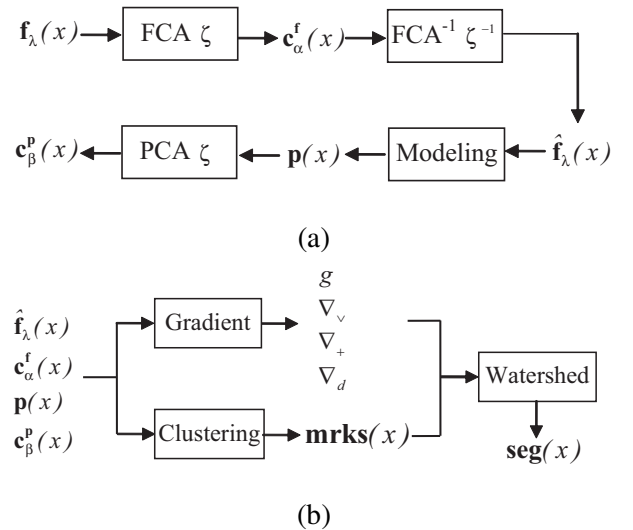 f_λ(x) FCA ζ c^f_α(x) FCA^-1 ζ^-1
c^p_β(x) PCA ζ p(x) Modeling f̂_λ(x)
(a)
g
∇_∨
∇_+
∇_d
Gradient
f̂_λ(x)
c^f_α(x)
p(x)
c^p_β(x)
Clustering mrks(x)
Watershed
seg(x)
(b)